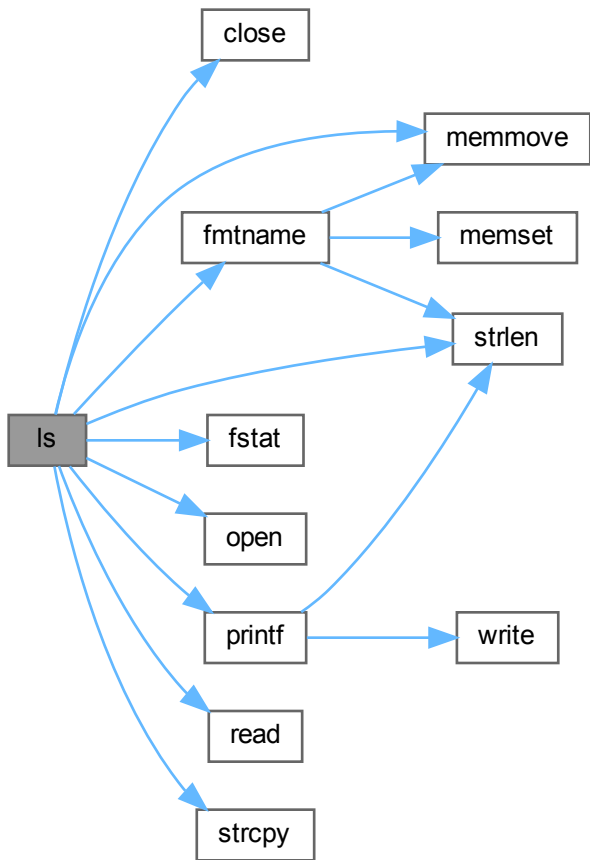 close
memmove
fmtname
memset
strlen
ls
fstat
open
printf
write
read
strcpy